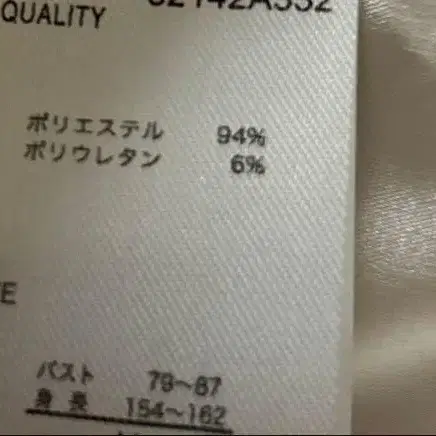 QUALITY
ポリエステル 94%
ポリウレタン 6%
E
バスト 79〜87
身長 154〜162